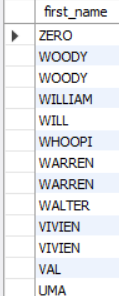 first_name
ZERO
WOODY
WOODY
WILLIAM
WILL
WHOOPI
WARREN
WARREN
WALTER
VIVIEN
VIVIEN
VAL
UMA